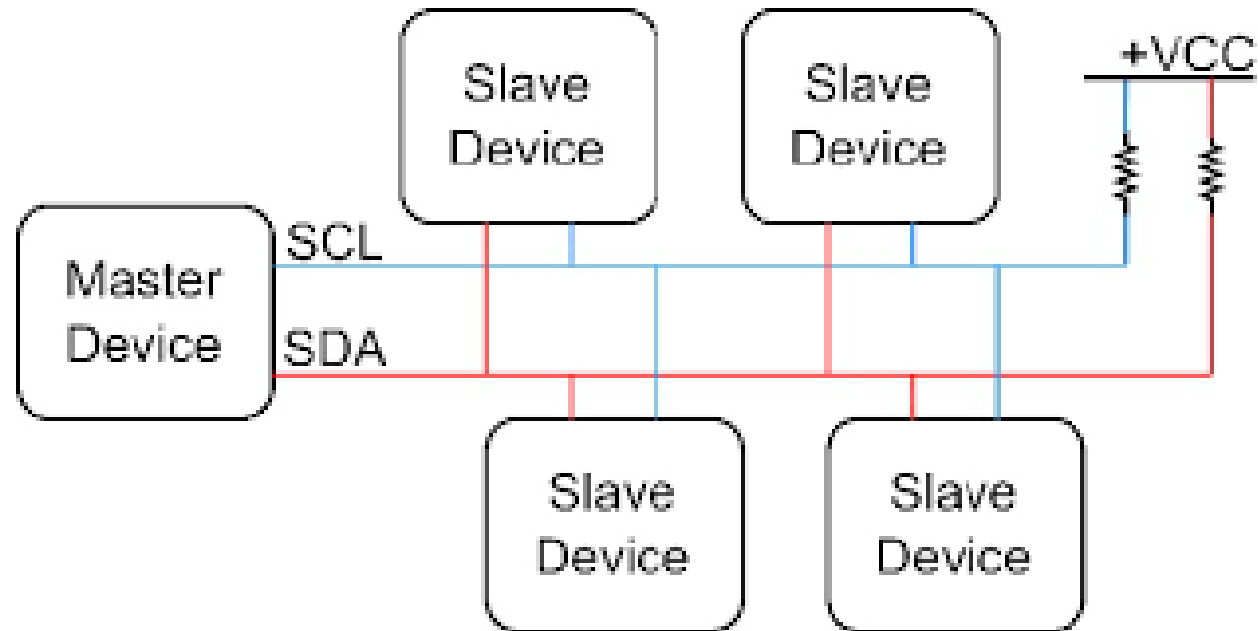 Slave
Device
Slave
Device
+VCC
Master
Device
SCL
SDA
Slave
Device
Slave
Device